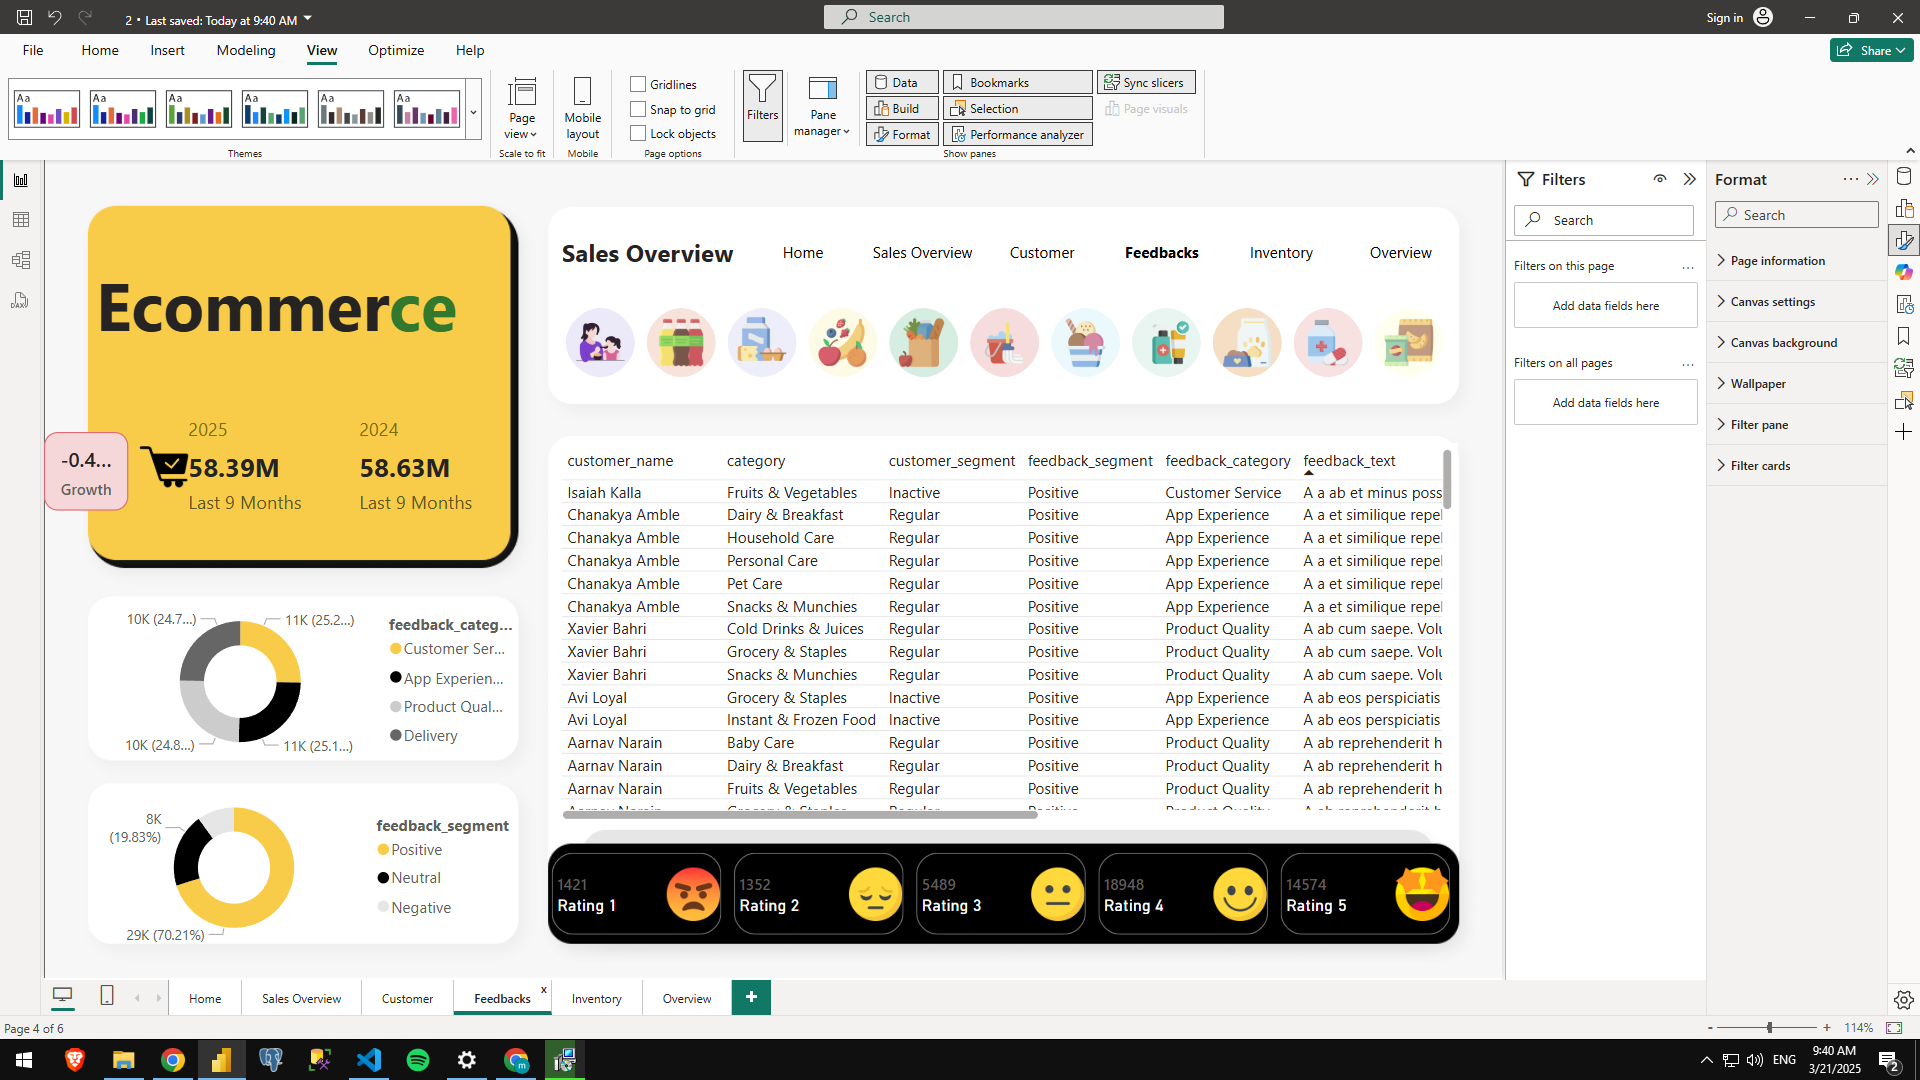 2 • Last saved: Today at 9:40 AM
Search
Sign in
File Home Insert Modeling View Optimize Help
Share
Aa Aa Aa Aa Aa Aa
Themes
Page view
Scale to fit
Mobile layout
Mobile
Gridlines
Snap to grid
Lock objects
Page options
Filters
Pane manager
Data Bookmarks Sync slicers
Build Selection Page visuals
Format Performance analyzer
Show panes
Ecommerce
2025 2024
58.39M 58.63M
Last 9 Months Last 9 Months
-0.4...
Growth
Sales Overview Home Sales Overview Customer Feedbacks Inventory Overview
customer_name category customer_segment feedback_segment feedback_category feedback_text
Isaiah Kalla Fruits & Vegetables Inactive Positive Customer Service A a ab et minus poss
Chanakya Amble Dairy & Breakfast Regular Positive App Experience A a et similique repel
Chanakya Amble Household Care Regular Positive App Experience A a et similique repel
Chanakya Amble Personal Care Regular Positive App Experience A a et similique repel
Chanakya Amble Pet Care Regular Positive App Experience A a et similique repel
Chanakya Amble Snacks & Munchies Regular Positive App Experience A a et similique repel
Xavier Bahri Cold Drinks & Juices Regular Positive Product Quality A ab cum saepe. Volu
Xavier Bahri Grocery & Staples Regular Positive Product Quality A ab cum saepe. Volu
Xavier Bahri Snacks & Munchies Regular Positive Product Quality A ab cum saepe. Volu
Avi Loyal Grocery & Staples Inactive Positive App Experience A ab eos perspiciatis
Avi Loyal Instant & Frozen Food Inactive Positive App Experience A ab eos perspiciatis
Aarnav Narain Baby Care Regular Positive Product Quality A ab reprehenderit h
Aarnav Narain Dairy & Breakfast Regular Positive Product Quality A ab reprehenderit h
Aarnav Narain Fruits & Vegetables Regular Positive Product Quality A ab reprehenderit h
Aarnav Narain Grocery & Staples Regular Positive Product Quality A ab reprehenderit h
10K (24.7...) 11K (25.2...)
10K (24.8...) 11K (25.1...)
feedback_categ...
Customer Ser...
App Experien...
Product Qual...
Delivery
8K
(19.83%)
29K (70.21%)
feedback_segment
Positive
Neutral
Negative
1421 1352 5489 18948 14574
Rating 1 Rating 2 Rating 3 Rating 4 Rating 5
Filters
Search
Filters on this page ...
Add data fields here
Filters on all pages ...
Add data fields here
Format
Search
Page information
Canvas settings
Canvas background
Wallpaper
Filter pane
Filter cards
DAX
Home Sales Overview Customer Feedbacks x Inventory Overview +
Page 4 of 6
- + 114%
m
ENG
9:40 AM
3/21/2025
2